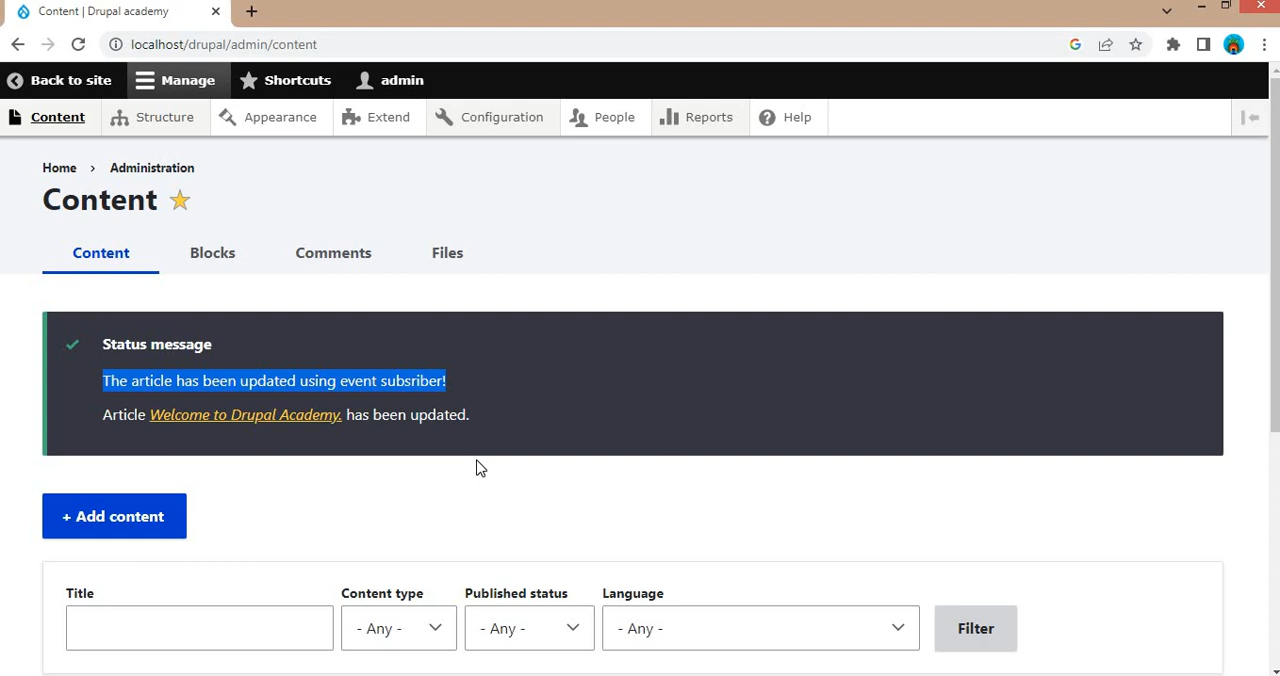 Content | Drupal academy
localhost/drupal/admin/content
Back to site Manage Shortcuts admin
Content Structure Appearance Extend Configuration People Reports Help
Home › Administration
Content
Content Blocks Comments Files
Status message
The article has been updated using event subsriber!
Article Welcome to Drupal Academy. has been updated.
+ Add content
Title Content type Published status Language
- Any - - Any - - Any - Filter